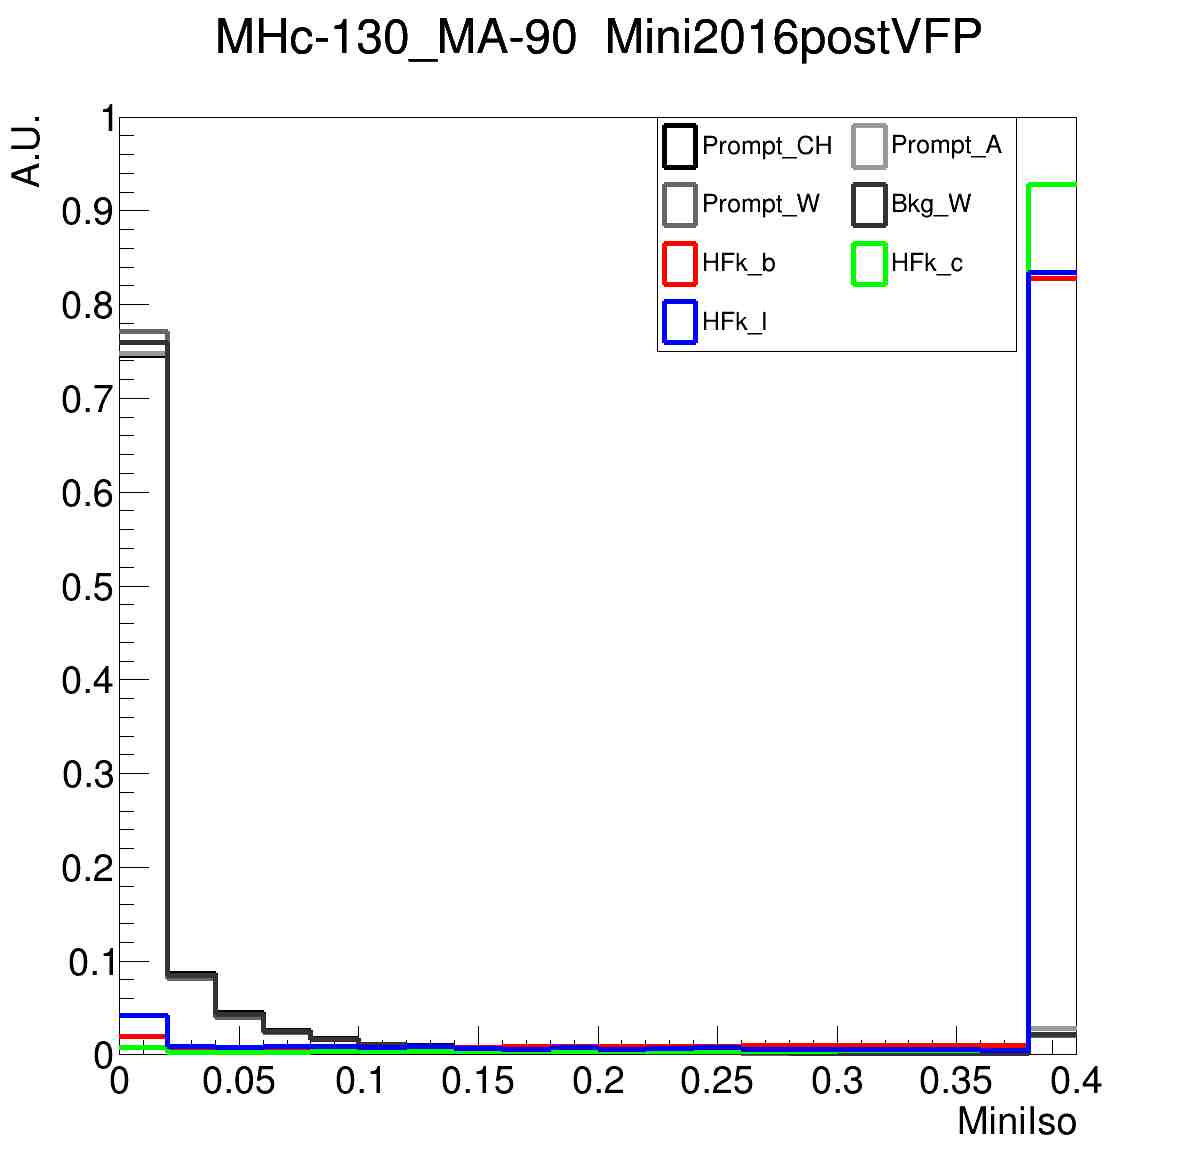 MHc-130_MA-90 Mini2016postVFP
A.U.
1
0.9
0.8
0.7
0.6
0.5
0.4
0.3
0.2
0.1
0
Prompt_CH Prompt_A
Prompt_W Bkg_W
HFk_b HFk_c
HFk_l
0 0.05 0.1 0.15 0.2 0.25 0.3 0.35 0.4
MiniIso